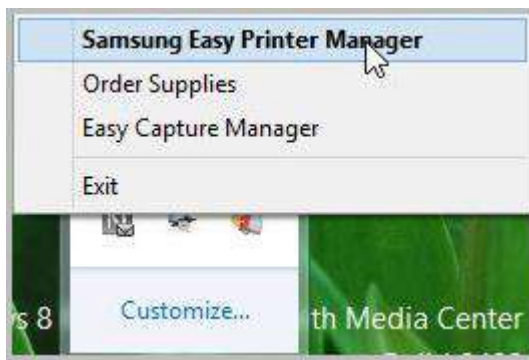 Samsung Easy Printer Manager
Order Supplies
Easy Capture Manager
Exit
Customize...
s 8
th Media Center